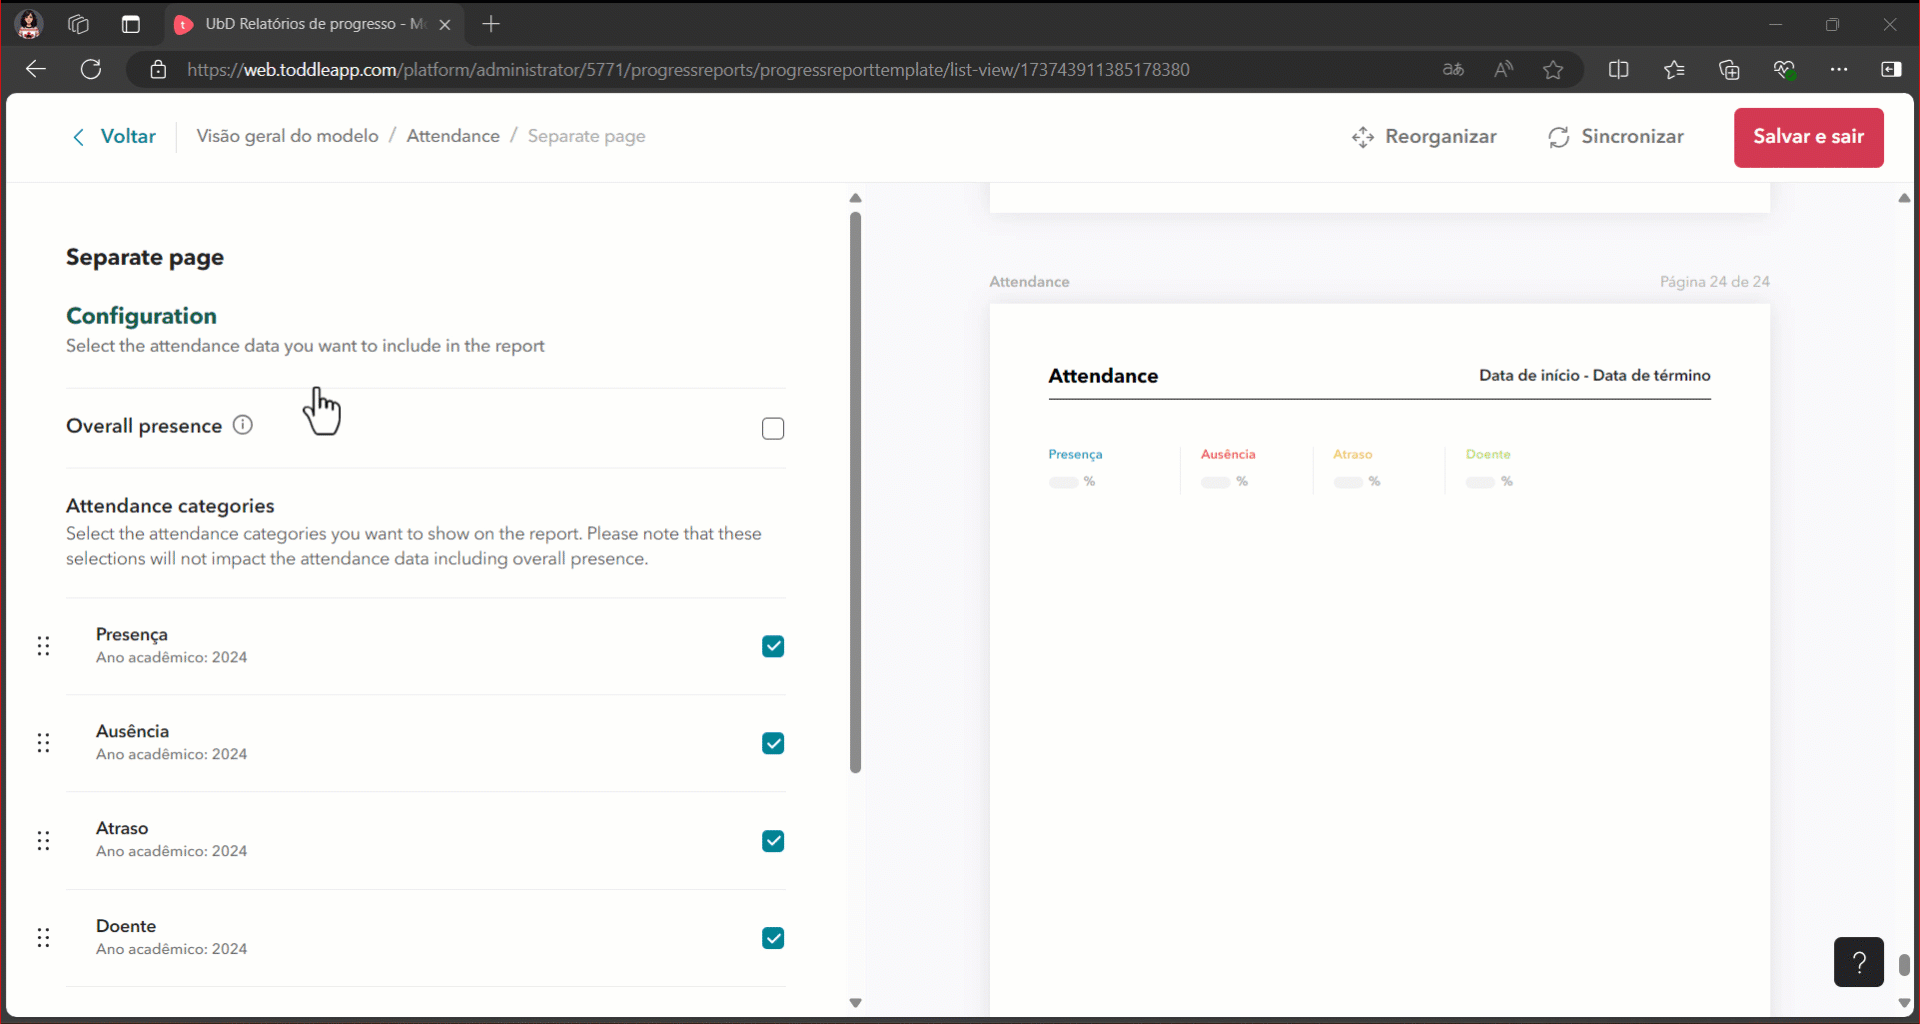 UbD Relatórios de progresso - Mo
https://web.toddleapp.com/platform/administrator/5771/progressreports/progressreporttemplate/list-view/173743911385178380
Voltar
Visão geral do modelo / Attendance / Separate page
Reorganizar
Sincronizar
Salvar e sair
Separate page
Configuration
Select the attendance data you want to include in the report
Overall presence
Attendance categories
Select the attendance categories you want to show on the report. Please note that these
selections will not impact the attendance data including overall presence.
Presença
Ano acadêmico: 2024
Ausência
Ano acadêmico: 2024
Atraso
Ano acadêmico: 2024
Doente
Ano acadêmico: 2024
Attendance
Página 24 de 24
Attendance
Data de início - Data de término
Presença
Ausência
Atraso
Doente
%
%
%
%
?